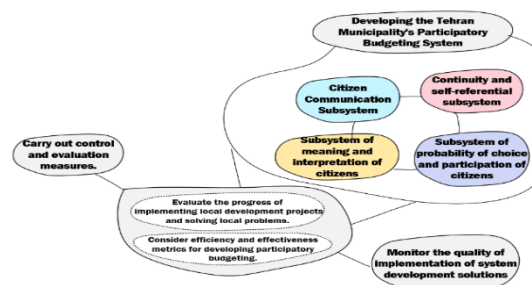 Developing the Tehran
Municipality's Participatory
Budgeting System
Citizen
Communication
Subsystem
Continuity and
self-referential
subsystem
Subsystem of
meaning and
interpretation of
citizens
Subsystem of
probability of choice
and participation of
citizens
Carry out control
and evaluation
measures.
Evaluate the progress of
implementing local development projects
and solving local problems.
Consider efficiency and effectiveness
metrics for developing participatory
budgeting.
Monitor the quality of
implementation of system
development solutions